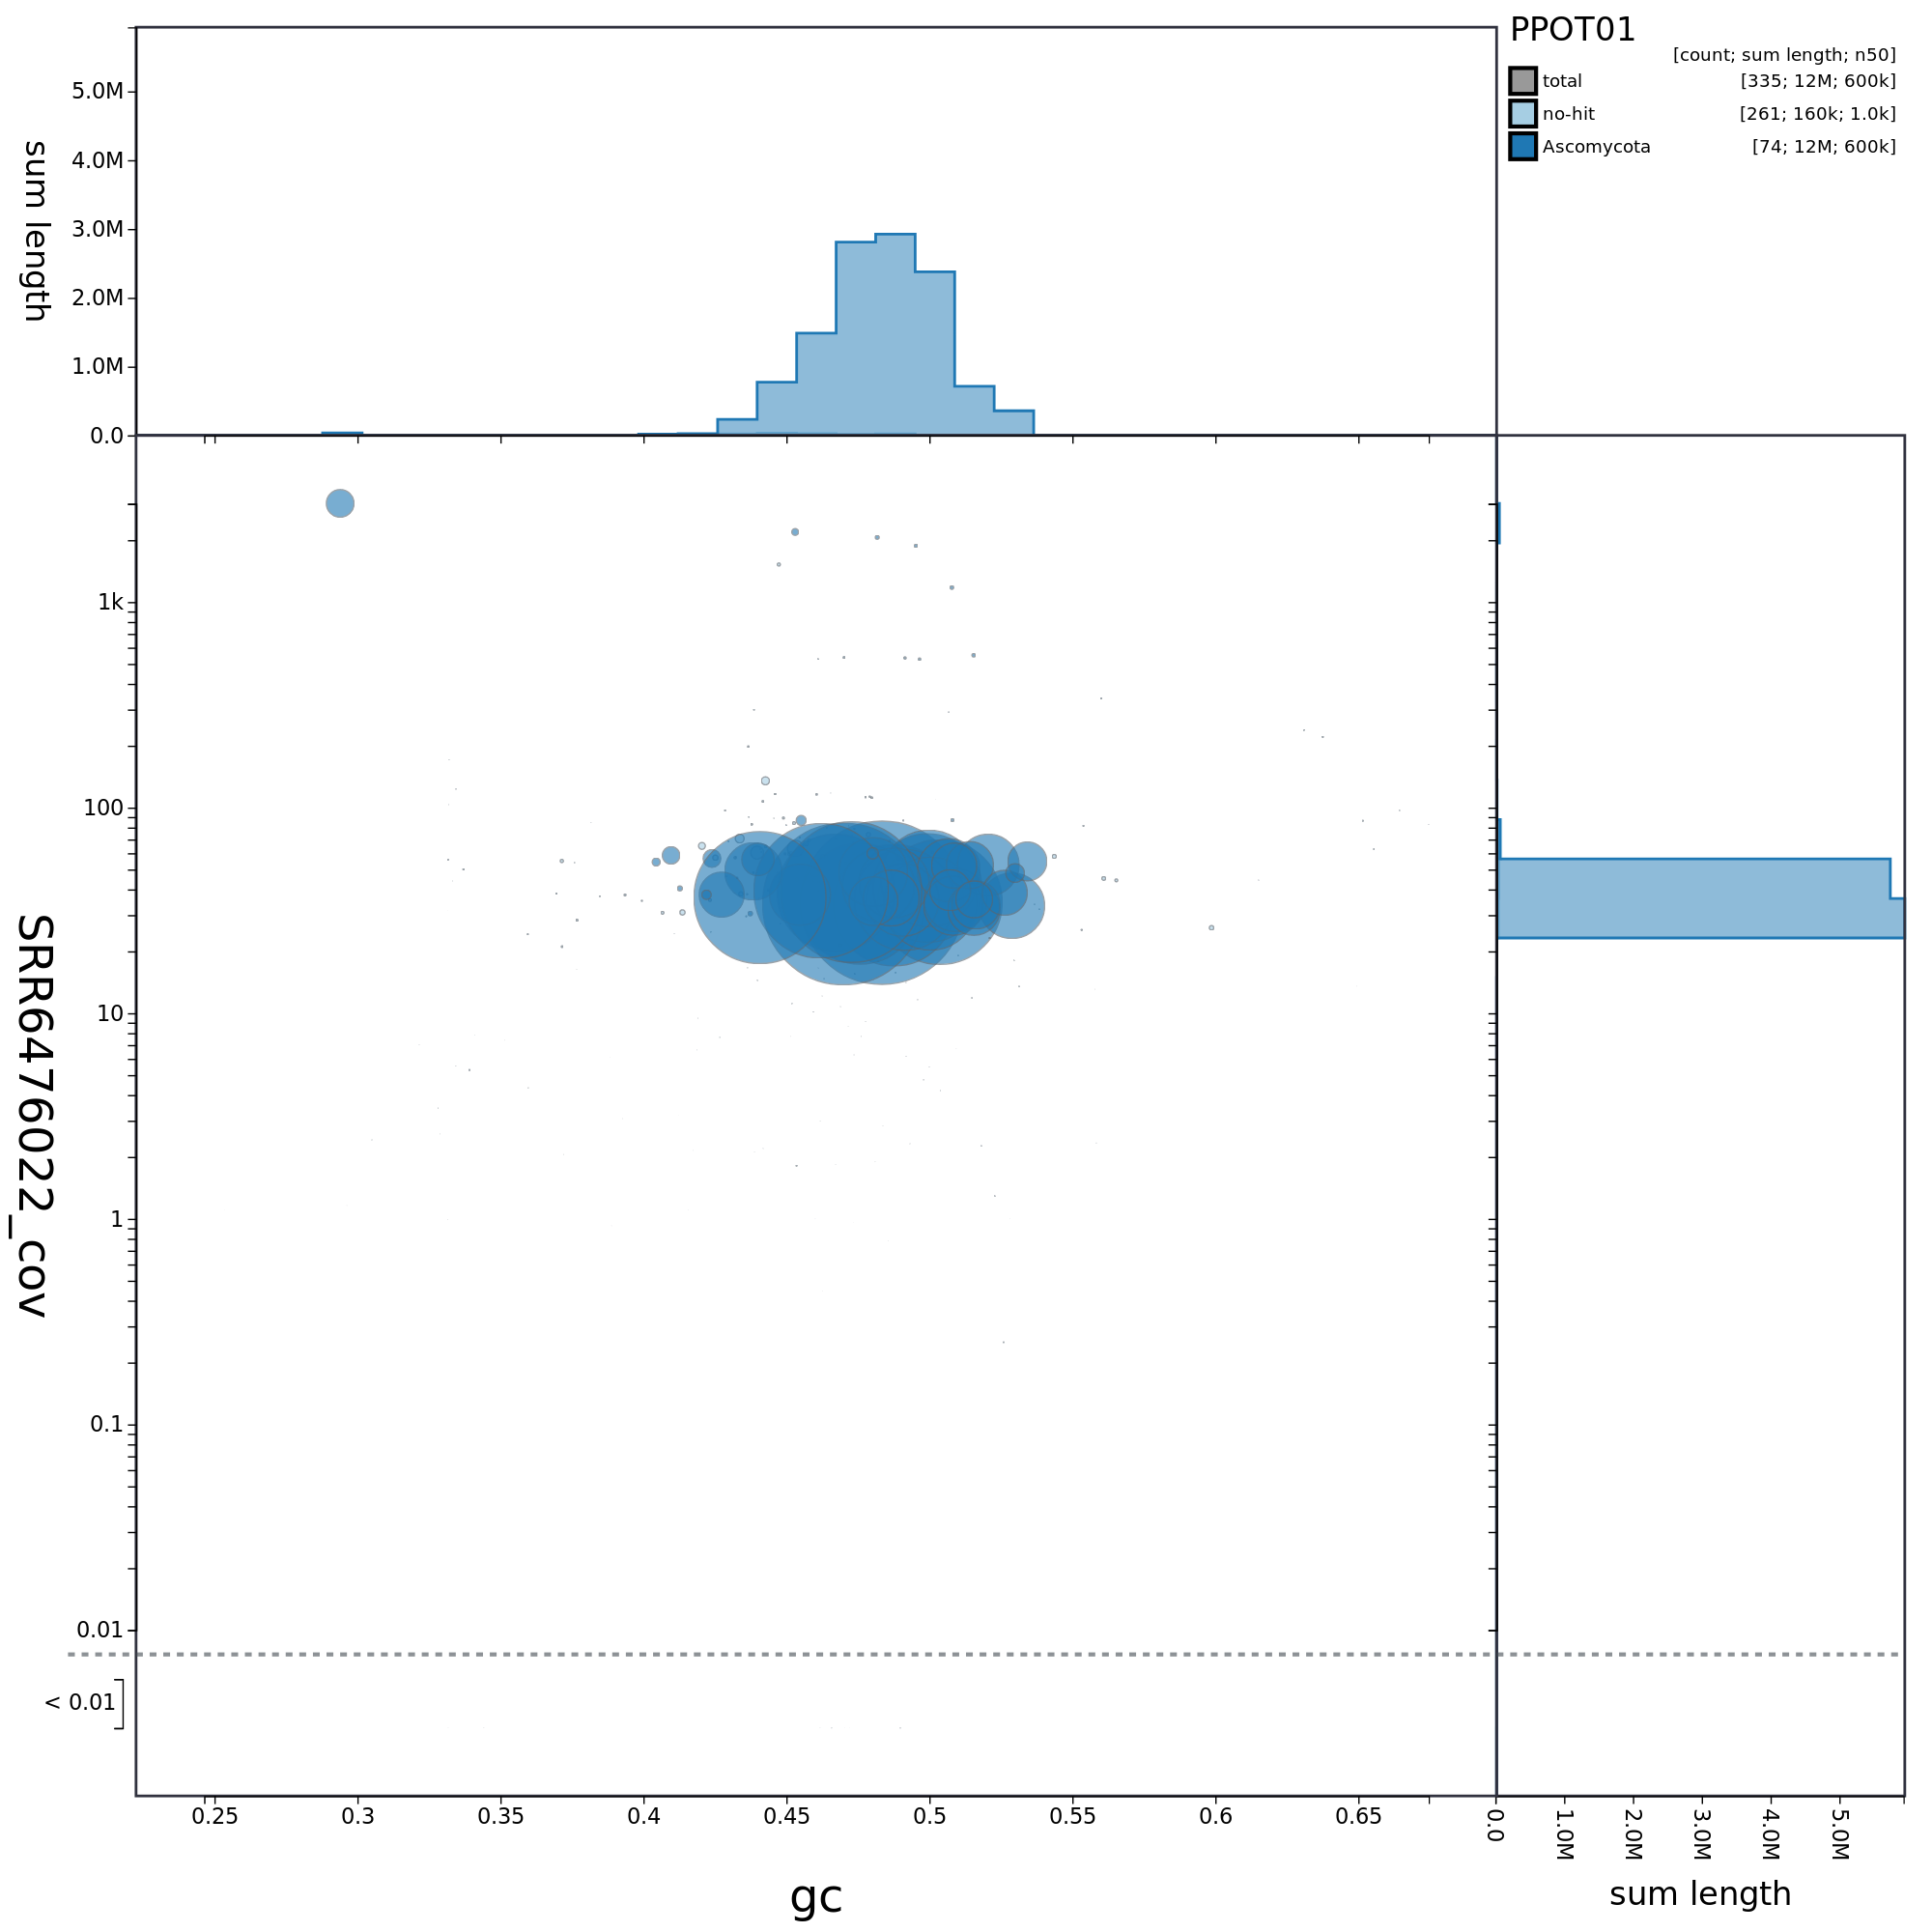 PPOT01
[count; sum length; n50]
total [335; 12M; 600k]
no-hit [261; 160k; 1.0k]
Ascomycota [74; 12M; 600k]
sum length
5.0M
4.0M
3.0M
2.0M
1.0M
0.0
SRR6476022_cov
1k
100
10
1
0.1
0.01
< 0.01
0.25 0.3 0.35 0.4 0.45 0.5 0.55 0.6 0.65
gc
0.0 1.0M 2.0M 3.0M 4.0M 5.0M
sum length